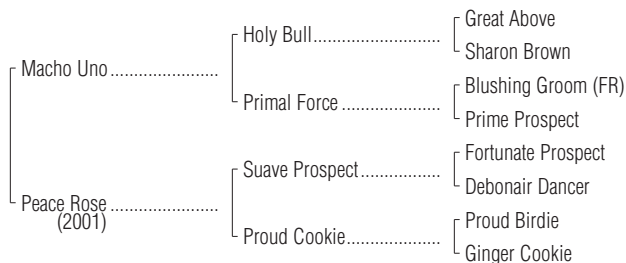 Great Above
Holy Bull
Sharon Brown
Macho Uno
Blushing Groom (FR)
Primal Force
Prime Prospect
Fortunate Prospect
Suave Prospect
Debonair Dancer
Peace Rose
(2001)
Proud Birdie
Proud Cookie
Ginger Cookie